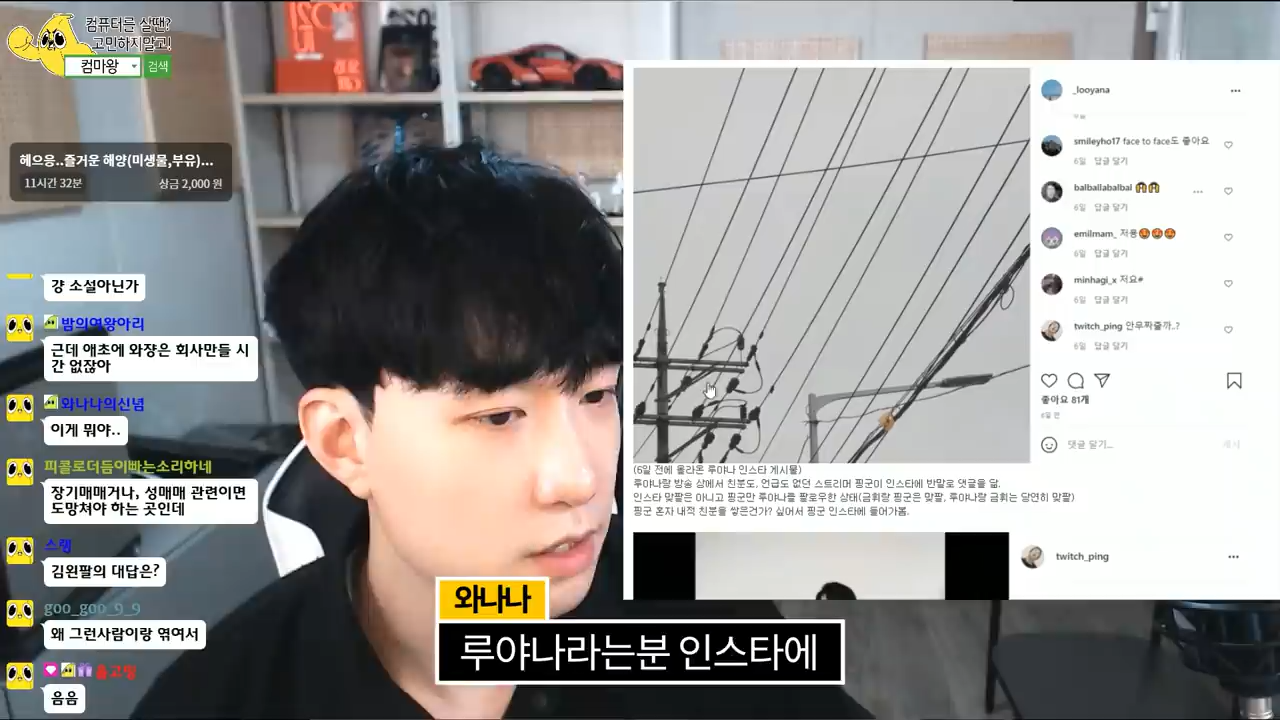 컴퓨터를 살땐?
고민하지말고!
컴마왕
검색
헤으응..즐거운 해양(미생물,부유)...
11시간 32분
상금 2,000 원
걍 소설아닌가
밤의여왕아리
근데 애초에 와쟝은 회사만들 시
간 없잖아
와나나의신념
이게 뭐야..
피콜로더듬이빠는소리하네
장기매매거나, 성매매 관련이면
도망쳐야 하는 곳인데
스랭
김왼팔의 대답은?
goo_goo_9_9
왜 그런사람이랑 엮여서
음음
_looyana
smileyho17 face to face도 좋아요
6일 답글 달기
balballabalbal 😭😭
6일 답글 달기
emilmam_ 저용🥵🥵🥵
6일 답글 달기
minhagi_x 저요#
6일 답글 달기
twitch_ping 안우짜줄까..?
6일 답글 달기
좋아요 81개
6일 전
댓글 달기...
게시
(6일 전에 올라온 루야나 인스타 게시물)
루야나랑 방송 상에서 친분도, 언급도 없던 스트리머 핑군이 인스타에 반말로 댓글을 닮.
인스타 맞팔은 아니고 핑군만 루야나를 팔로우한 상태(금휘랑 핑군은 맞팔, 루야나랑 금휘는 당연히 맞팔)
핑군 혼자 내적 친분을 쌓은건가? 싶어서 핑군 인스타에 들어가봄.
twitch_ping
와나나
루야나라는분 인스타에